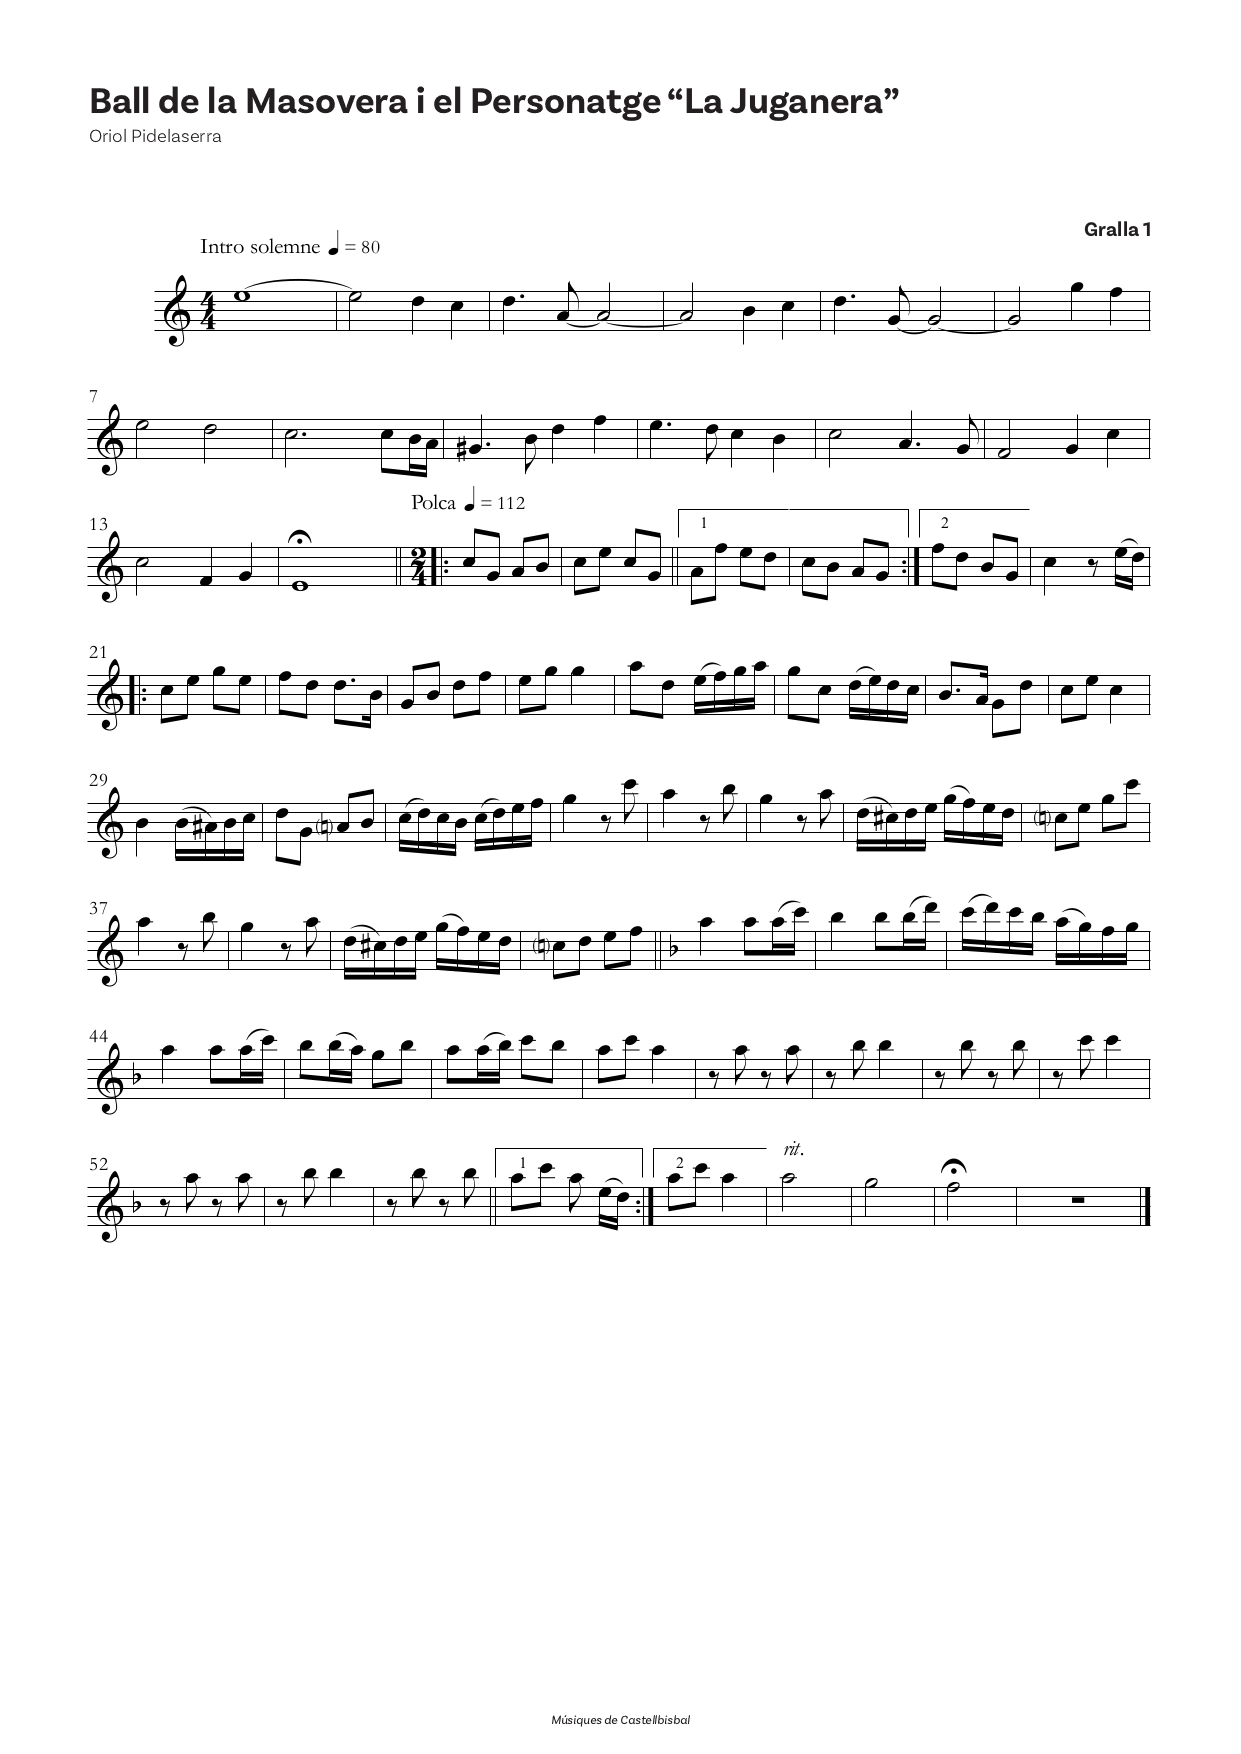 Ball de la Masovera i el Personatge “La Juganera”
Oriol Pidelaserra
Gralla 1
Intro solemne = 80
7
13
Polca = 112
1
2
21
29
37
44
52
1
2
rit.
Músiques de Castellbisbal